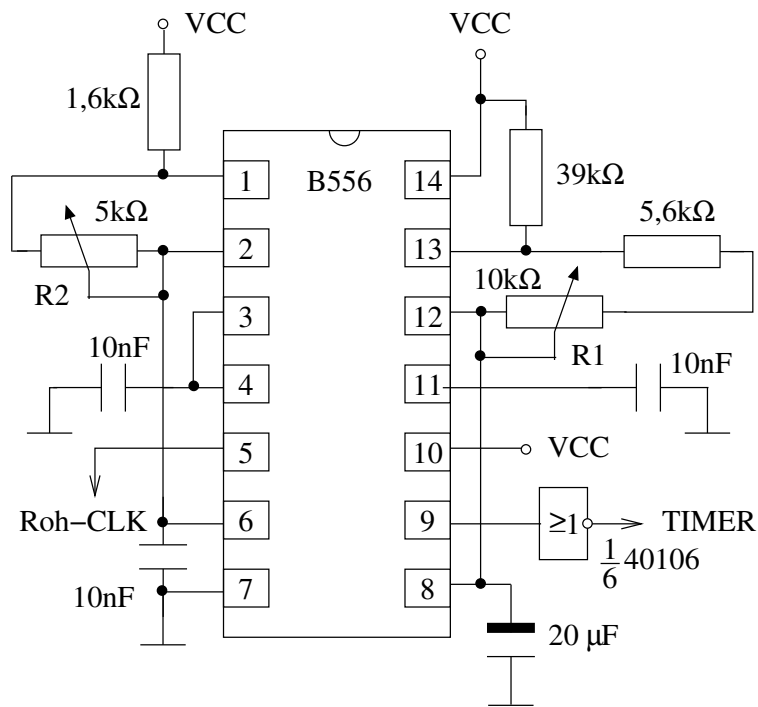 VCC
VCC
1,6kΩ
B556
1
14
39kΩ
5kΩ
5,6kΩ
2
13
R2
10kΩ
3
12
10nF
R1
10nF
4
11
5
10
VCC
Roh-CLK
6
9
≥1
TIMER
1/6 40106
10nF
7
8
20 µF